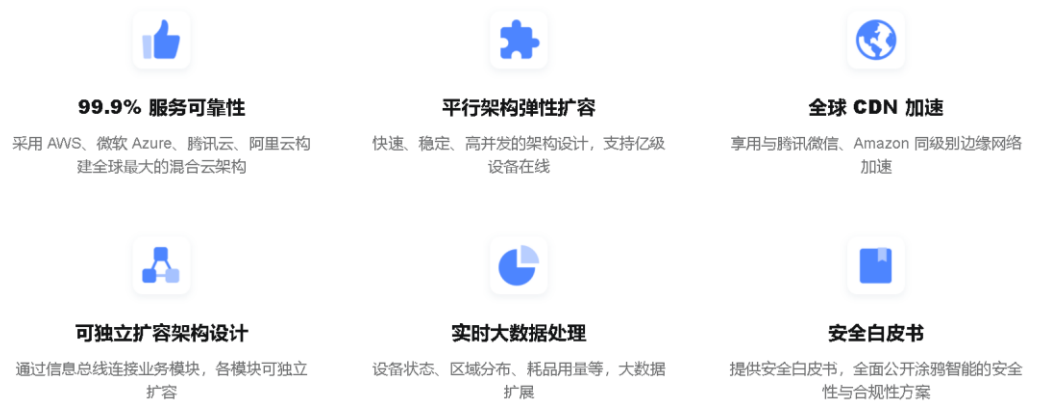 99.9% 服务可靠性
采用 AWS、微软 Azure、腾讯云、阿里云构
建全球最大的混合云架构
平行架构弹性扩容
快速、稳定、高并发的架构设计，支持亿级
设备在线
全球 CDN 加速
享用与腾讯微信、Amazon 同级别边缘网络
加速
可独立扩容架构设计
通过信息总线连接业务模块，各模块可独立
扩容
实时大数据处理
设备状态、区域分布、耗品用量等，大数据
扩展
安全白皮书
提供安全白皮书，全面公开涂鸦智能的安全
性与合规性方案